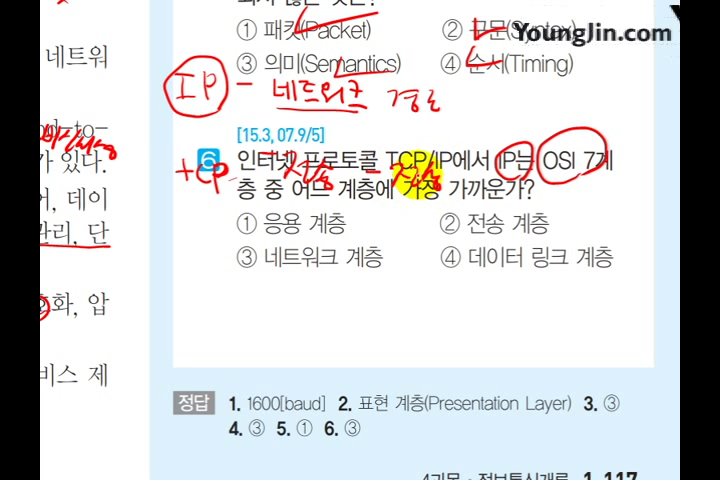 ① 패킷(Packet) ② 구문(Syntax)
YoungJin.com
네트워
③ 의미(Semantics) ④ 순서(Timing)
IP - 네트워크 경로
[15.3, 07.9/5]
가 있다.
6 인터넷 프로토콜 TCP/IP에서 IP는 OSI 7계
TCP - 전송 -
어, 데이
층 중 어느 계층에 가장 가까운가?
관리, 단
① 응용 계층 ② 전송 계층
③ 네트워크 계층 ④ 데이터 링크 계층
화, 압
비스 제
정답 1. 1600[baud] 2. 표현 계층(Presentation Layer) 3. ③
4. ③ 5. ① 6. ③
1-117